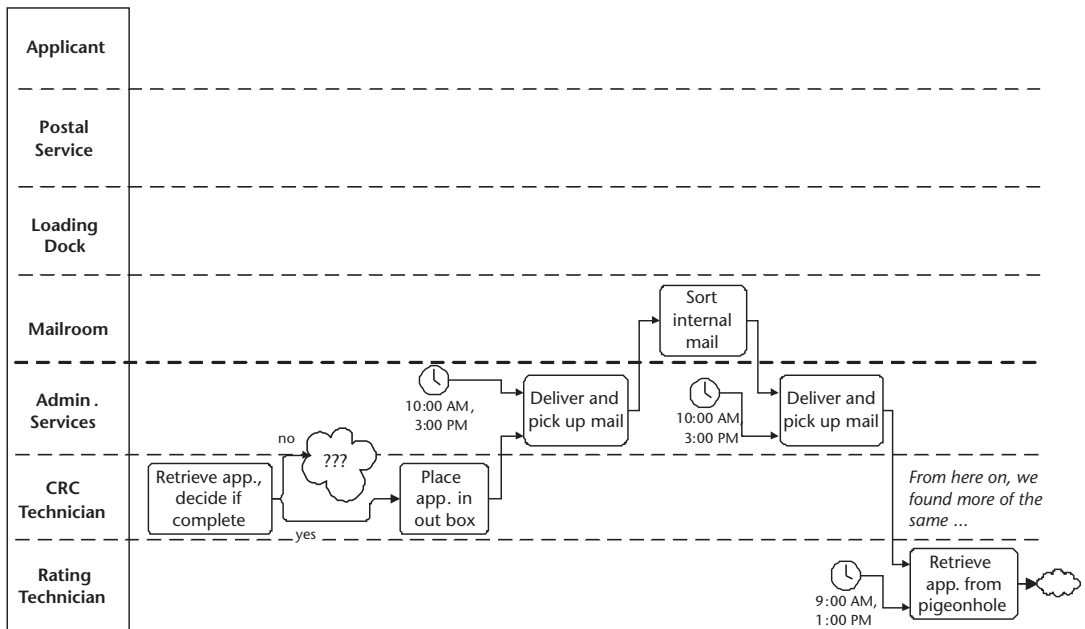 Applicant
Postal
Service
Loading
Dock
Mailroom
Sort
internal
mail
Admin .
Services
10:00 AM,
3:00 PM
Deliver and
pick up mail
10:00 AM,
3:00 PM
Deliver and
pick up mail
CRC
Technician
Retrieve app.,
decide if
complete
no
???
yes
Place
app. in
out box
From here on, we
found more of the
same ...
Rating
Technician
9:00 AM,
1:00 PM
Retrieve
app. from
pigeonhole